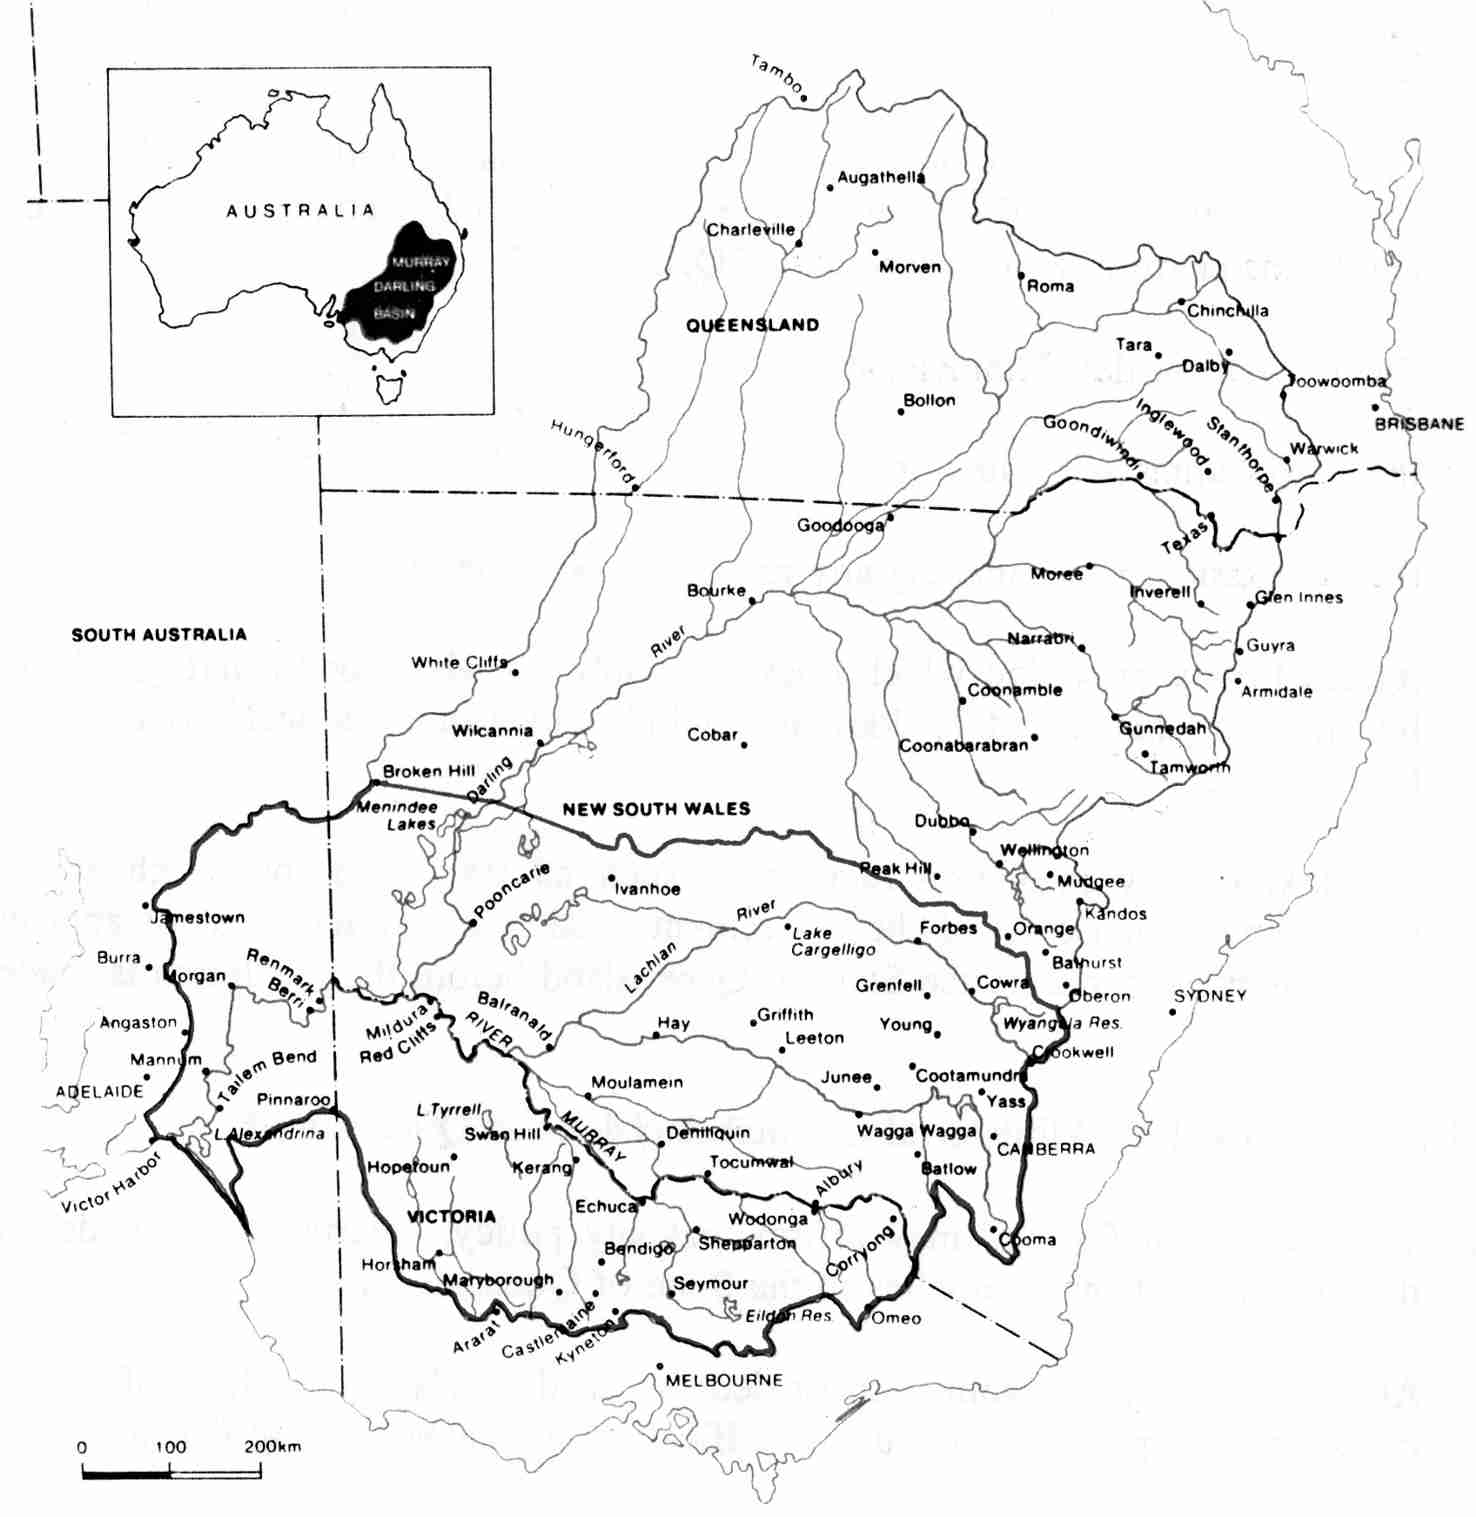 Tambo
AUSTRALIA
MURRAY
DARLING
BASIN
Augathella
Charleville
Morven
Roma
QUEENSLAND
Chinchilla
Tara
Dalby
Toowoomba
Bollon
BRISBANE
Hungerford
Goondiwindi
Inglewood
Stanthorpe
Warwick
Goodooga
Texas
Moree
Bourke
Inverell
Glen Innes
SOUTH AUSTRALIA
River
Narrabri
Guyra
White Cliffs
Coonamble
Armidale
Wilcannia
Cobar
Gunnedah
Coonabarabran
Tamworth
Broken Hill
Darling
Menindee
Lakes
NEW SOUTH WALES
Dubbo
Wellington
Peak Hill
Mudgee
Pooncarie
Ivanhoe
Kandos
Jamestown
River
Lake
Cargelligo
Forbes
Orange
Burra
Morgan
Renmark
Berri
Lachlan
Bathurst
Grenfell
Cowra
Oberon
SYDNEY
Angaston
Mildura
Red Cliffs
RIVER
Balranald
Hay
Griffith
Leeton
Young
Wyangala Res.
Crookwell
Mannum
Tailem Bend
ADELAIDE
Pinnaroo
Moulamein
Junee
Cootamundra
Yass
L.Tyrrell
L.Alexandrina
Swan Hill
MURRAY
Deniliquin
Wagga Wagga
CANBERRA
Victor Harbor
Hopetoun
Kerang
Tocumwal
Albury
Batlow
Echuca
VICTORIA
Wodonga
Corryong
Cooma
Bendigo
Shepparton
Horsham
Maryborough
Seymour
Ararat
Castlemaine
Kyneton
Eildon Res.
Omeo
MELBOURNE
0 100 200km